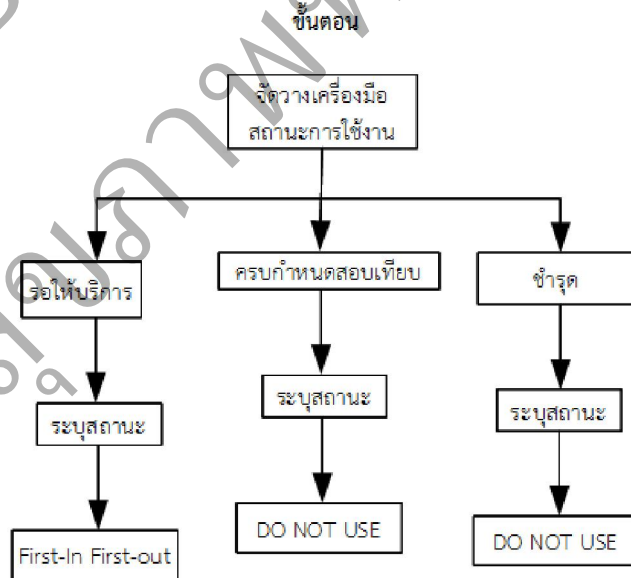 ขั้นตอน
จัดวางเครื่องมือ
สถานะการใช้งาน
รอให้บริการ
ครบกำหนดสอบเทียบ
ชำรุด
ระบุสถานะ
ระบุสถานะ
ระบุสถานะ
First-In First-out
DO NOT USE
DO NOT USE